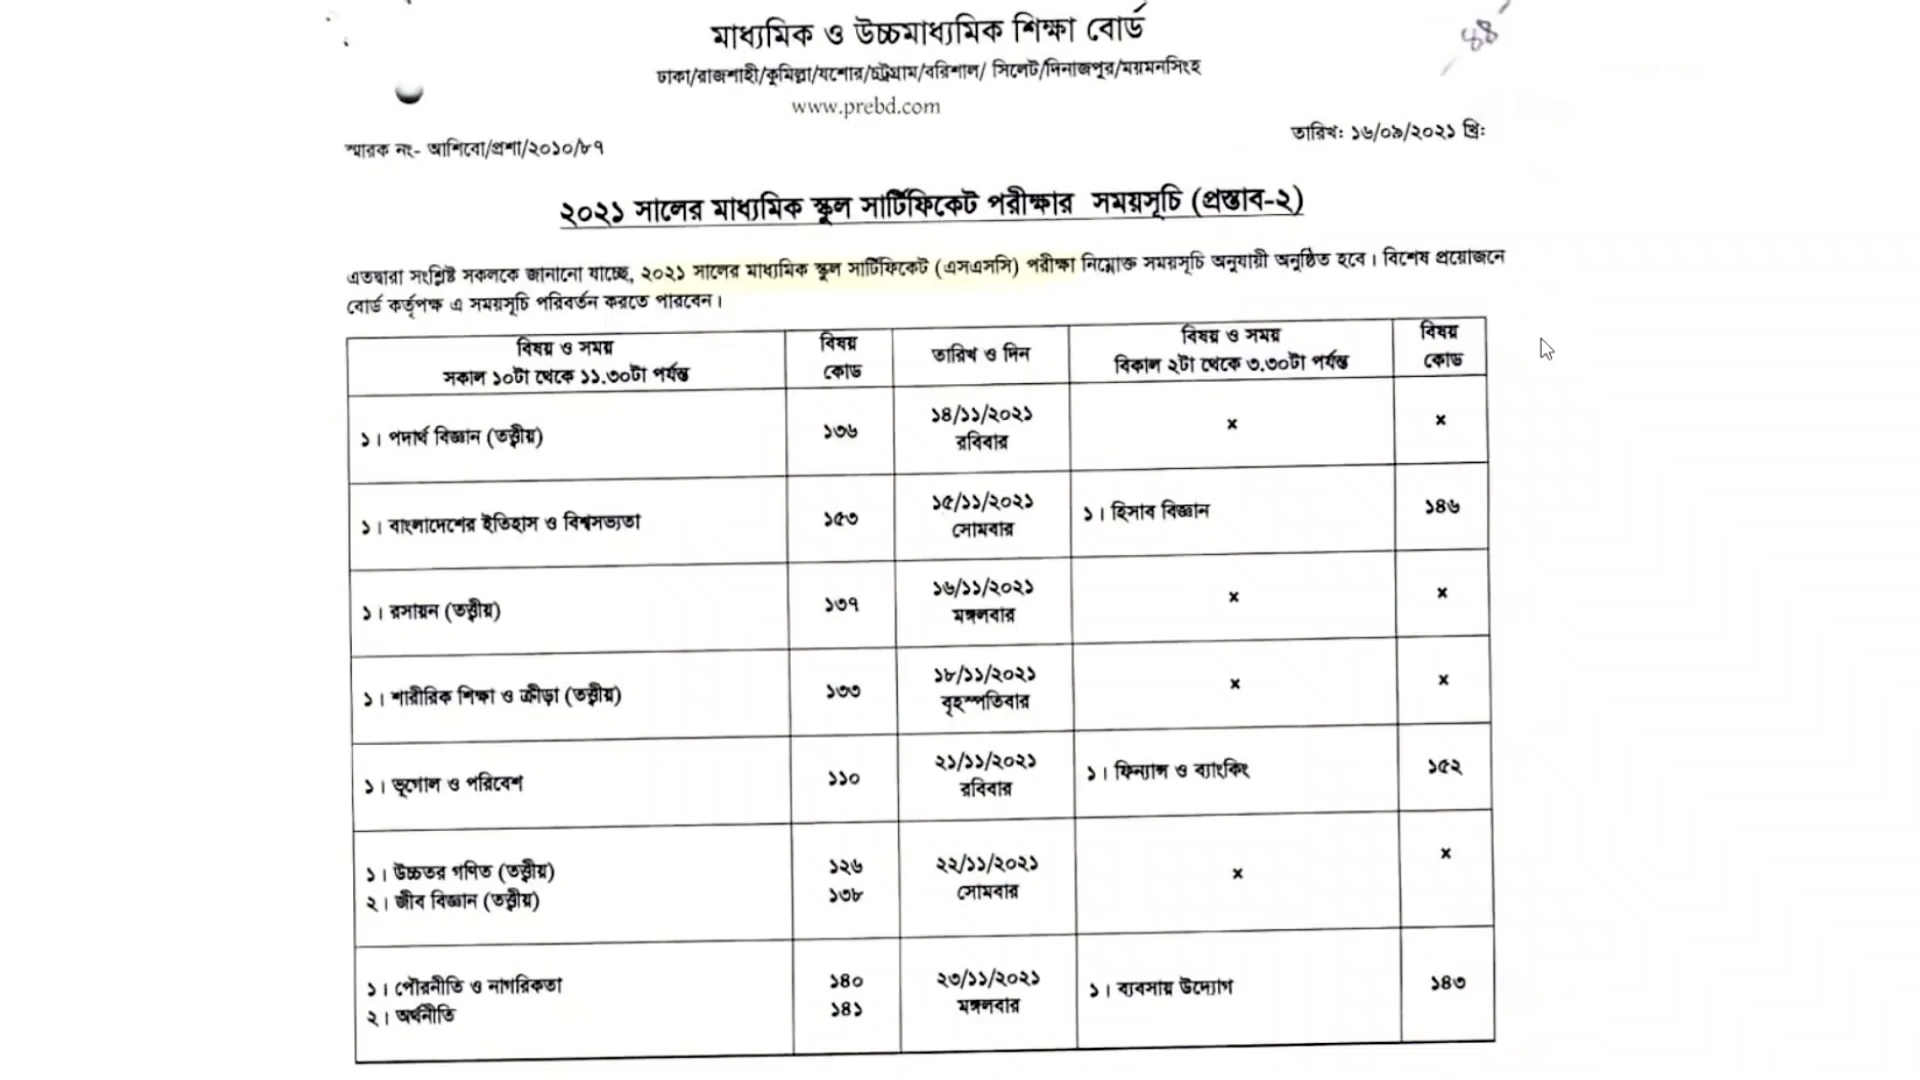 মাধ্যমিক ও উচ্চমাধ্যমিক শিক্ষা বোর্ড
৪৪
ঢাকা/রাজশাহী/কুমিল্লা/যশোর/চট্টগ্রাম/বরিশাল/ সিলেট/দিনাজপুর/ময়মনসিংহ
www.prebd.com
স্মারক নং- আশিবো/প্রশা/২০১০/৮৭
তারিখ: ১৬/০৯/২০২১ খ্রি:
২০২১ সালের মাধ্যমিক স্কুল সার্টিফিকেট পরীক্ষার সময়সূচি (প্রস্তাব-২)
এতদ্বারা সংশ্লিষ্ট সকলকে জানানো যাচ্ছে, ২০২১ সালের মাধ্যমিক স্কুল সার্টিফিকেট (এসএসসি) পরীক্ষা নিম্নোক্ত সময়সূচি অনুযায়ী অনুষ্ঠিত হবে। বিশেষ প্রয়োজনে
বোর্ড কর্তৃপক্ষ এ সময়সূচি পরিবর্তন করতে পারবেন।
বিষয় ও সময়
সকাল ১০টা থেকে ১১.৩০টা পর্যন্ত
বিষয়
কোড
তারিখ ও দিন
বিষয় ও সময়
বিকাল ২টা থেকে ৩.৩০টা পর্যন্ত
বিষয়
কোড
১। পদার্থ বিজ্ঞান (তত্ত্বীয়)
১৩৬
১৪/১১/২০২১
রবিবার
×
×
১। বাংলাদেশের ইতিহাস ও বিশ্বসভ্যতা
১৫৩
১৫/১১/২০২১
সোমবার
১। হিসাব বিজ্ঞান
১৪৬
১। রসায়ন (তত্ত্বীয়)
১৩৭
১৬/১১/২০২১
মঙ্গলবার
×
×
১। শারীরিক শিক্ষা ও ক্রীড়া (তত্ত্বীয়)
১৩৩
১৮/১১/২০২১
বৃহস্পতিবার
×
×
১। ভূগোল ও পরিবেশ
১১০
২১/১১/২০২১
রবিবার
১। ফিন্যান্স ও ব্যাংকিং
১৫২
১। উচ্চতর গণিত (তত্ত্বীয়)
২। জীব বিজ্ঞান (তত্ত্বীয়)
১২৬
১৩৮
২২/১১/২০২১
সোমবার
×
×
১। পৌরনীতি ও নাগরিকতা
২। অর্থনীতি
১৪০
১৪১
২৩/১১/২০২১
মঙ্গলবার
১। ব্যবসায় উদ্যোগ
১৪৩